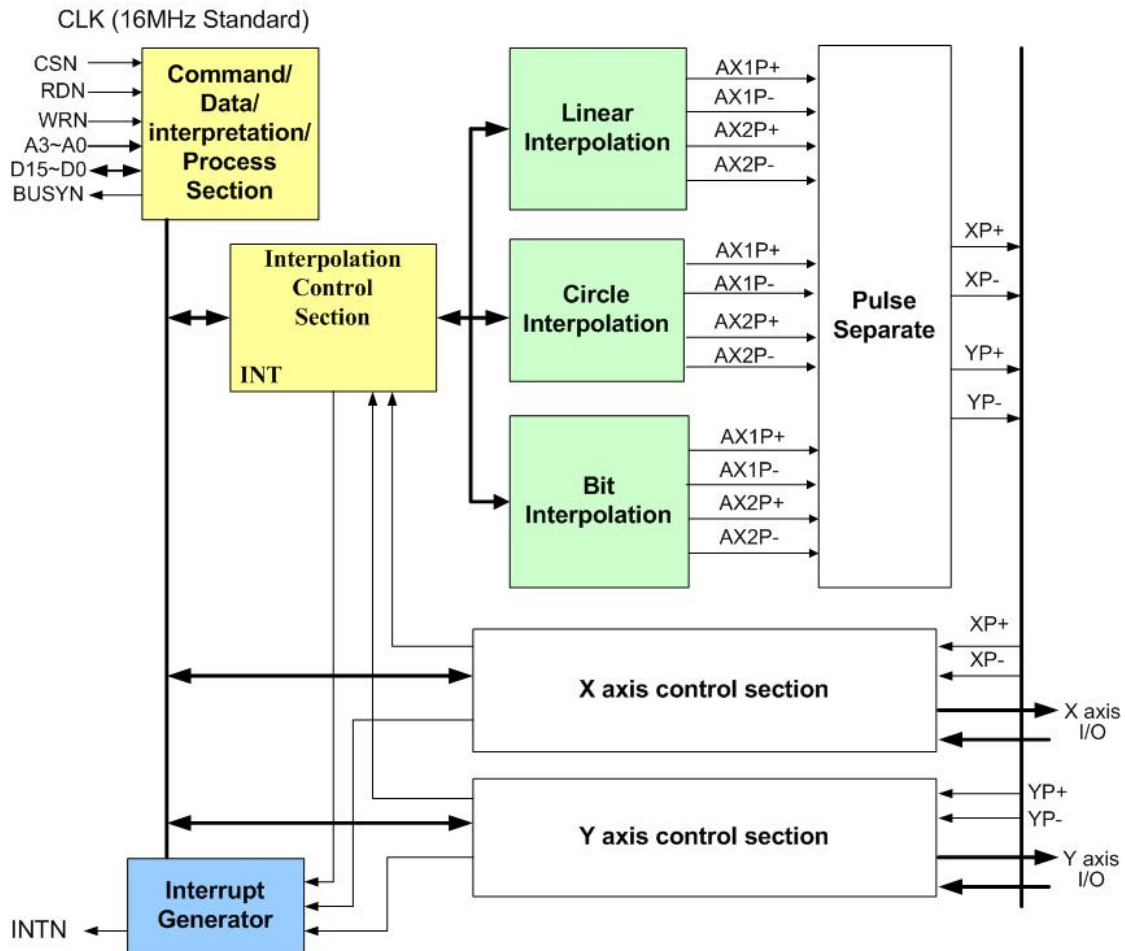 CLK (16MHz Standard)
CSN
RDN
WRN
A3~A0
D15~D0
BUSYN
Command/
Data/
interpretation/
Process
Section
Interpolation
Control
Section
INT
Linear
Interpolation
AX1P+
AX1P-
AX2P+
AX2P-
Circle
Interpolation
AX1P+
AX1P-
AX2P+
AX2P-
Bit
Interpolation
AX1P+
AX1P-
AX2P+
AX2P-
Pulse
Separate
XP+
XP-
YP+
YP-
X axis control section
XP+
XP-
X axis
I/O
Y axis control section
YP+
YP-
Y axis
I/O
Interrupt
Generator
INTN